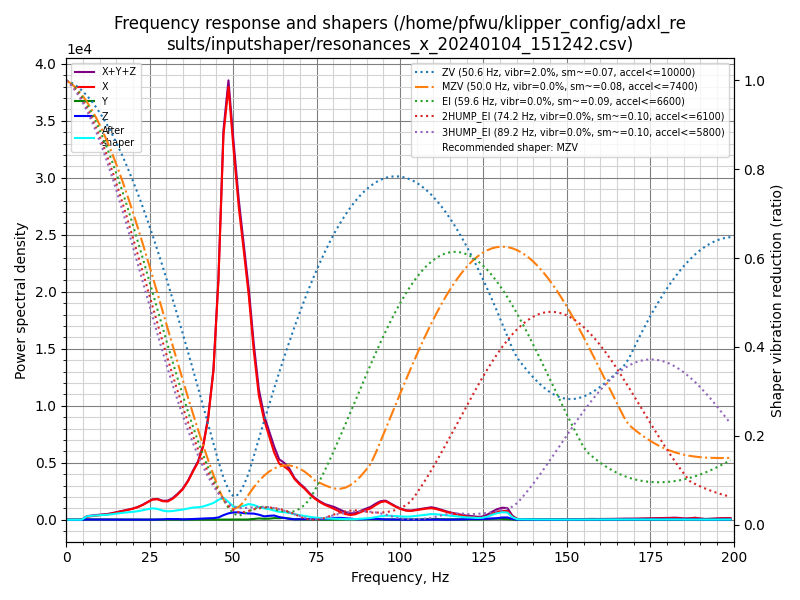 Frequency response and shapers (/home/pfwu/klipper_config/adxl_re
sults/inputshaper/resonances_x_20240104_151242.csv)
1e4
X+Y+Z
X
Y
Z
After
shaper
ZV (50.6 Hz, vibr=2.0%, sm~=0.07, accel<=10000)
MZV (50.0 Hz, vibr=0.0%, sm~=0.08, accel<=7400)
EI (59.6 Hz, vibr=0.0%, sm~=0.09, accel<=6600)
2HUMP_EI (74.2 Hz, vibr=0.0%, sm~=0.10, accel<=6100)
3HUMP_EI (89.2 Hz, vibr=0.0%, sm~=0.10, accel<=5800)
Recommended shaper: MZV
Power spectral density
4.0
3.5
3.0
2.5
2.0
1.5
1.0
0.5
0.0
1.0
0.8
0.6
0.4
0.2
0.0
Shaper vibration reduction (ratio)
0 25 50 75 100 125 150 175 200
Frequency, Hz